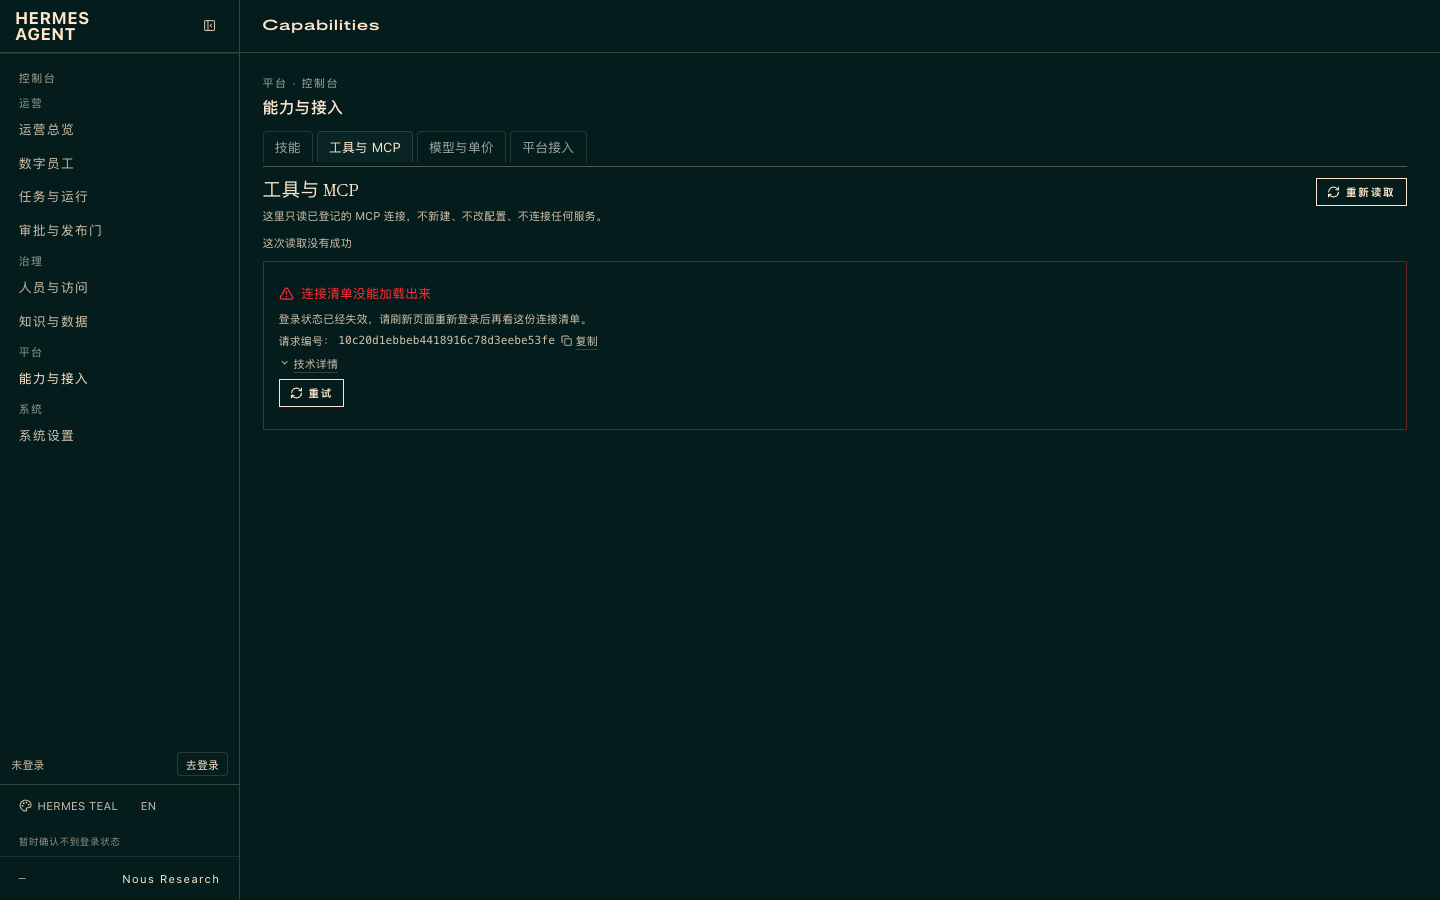 HERMES
AGENT
Capabilities
控制台
运营
运营总览
数字员工
任务与运行
审批与发布门
治理
人员与访问
知识与数据
平台
能力与接入
系统
系统设置
未登录
去登录
HERMES TEAL
EN
暂时确认不到登录状态
—
Nous Research
平台 · 控制台
能力与接入
技能
工具与 MCP
模型与单价
平台接入
工具与 MCP
重新读取
这里只读已登记的 MCP 连接，不新建、不改配置、不连接任何服务。
这次读取没有成功
连接清单没能加载出来
登录状态已经失效，请刷新页面重新登录后再看这份连接清单。
请求编号： 10c20d1ebbeb4418916c78d3eebe53fe 复制
技术详情
重试